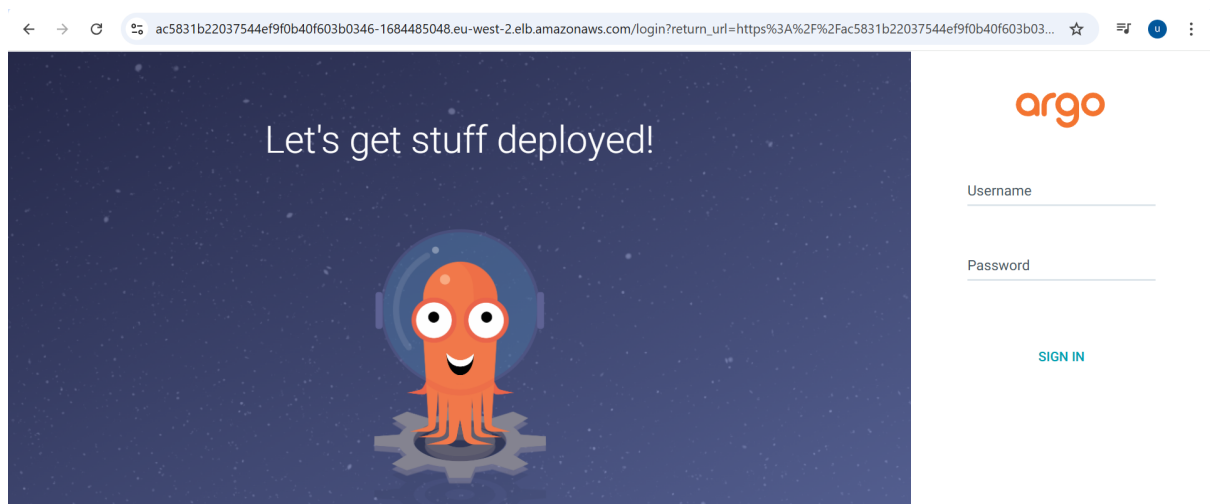 ac5831b22037544ef9f0b40f603b0346-1684485048.eu-west-2.elb.amazonaws.com/login?return_url=https%3A%2F%2Fac5831b22037544ef9f0b40f603b03...
U
Let's get stuff deployed!
argo
Username
Password
SIGN IN